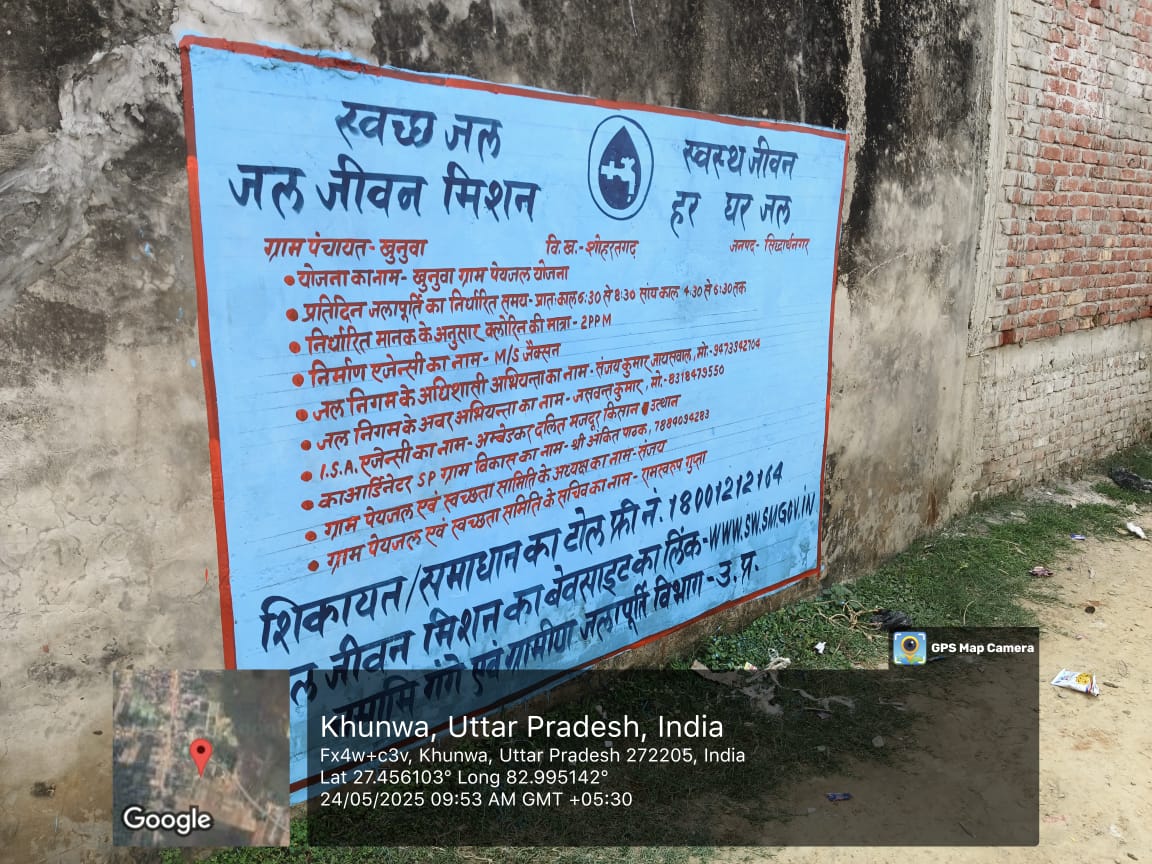 स्वच्छ जल
स्वस्थ जीवन
जल जीवन मिशन
हर घर जल
ग्राम पंचायत- खुनुवा वि. ख.- शोहरतगढ़ जनपद- सिद्धार्थनगर
• योजना का नाम- खुनुवा ग्राम पेयजल योजना
• प्रतिदिन जलापूर्ति का निर्धारित समय- प्रातः काल 6:30 से 8:30 सांय काल 4:30 से 6:30 तक
• निर्धारित मानक के अनुसार क्लोरिन की मात्रा - 2PPM
• निर्माण एजेन्सी का नाम - M/S जैक्सन
• जल निगम के अधिशासी अभियन्ता का नाम - संजय कुमार जायसवाल, मो:-9473942704
• जल निगम के अवर अभियन्ता का नाम - जसवन्त कुमार, मो.-8318479550
• I.S.A. एजेन्सी का नाम - अम्बेडकर दलित मजदूर किसान उत्थान
• काआर्डिनेटर SP ग्राम विकास का नाम- श्री अंकित पाठक, 7884094283
• ग्राम पेयजल एवं स्वच्छता समिति के अध्यक्ष का नाम - संजय
• ग्राम पेयजल एवं स्वच्छता समिति के सचिव का नाम - रामस्वरुप गुप्ता
शिकायत/समाधान का टोल फ्री नं. 18001212164
ल जीवन मिशन का वेवसाइट का लिंक-WWW.SW.SM.GOV.IN
नमामि गंगे एवं ग्रामीण जलापूर्ति विभाग - उ. प्र.
GPS Map Camera
Khunwa, Uttar Pradesh, India
Fx4w+c3v, Khunwa, Uttar Pradesh 272205, India
Lat 27.456103° Long 82.995142°
24/05/2025 09:53 AM GMT +05:30
Google